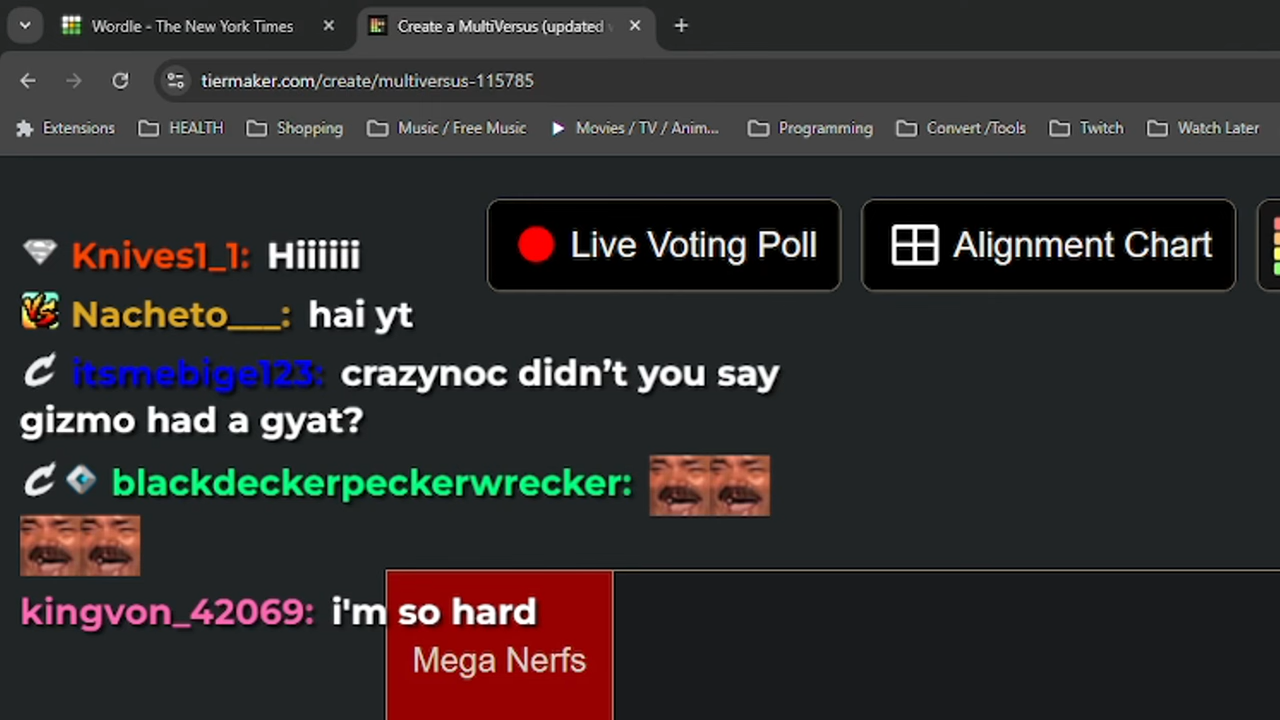 Wordle - The New York Times
Create a MultiVersus (updated
tiermaker.com/create/multiversus-115785
Extensions
HEALTH
Shopping
Music / Free Music
Movies / TV / Anim...
Programming
Convert /Tools
Twitch
Watch Later
Live Voting Poll
Alignment Chart
Knives1_1: Hiiiiii
Nacheto___: hai yt
itsmebige123: crazynoc didn’t you say
gizmo had a gyat?
blackdeckerpeckerwrecker:
kingvon_42069: i'm so hard
Mega Nerfs